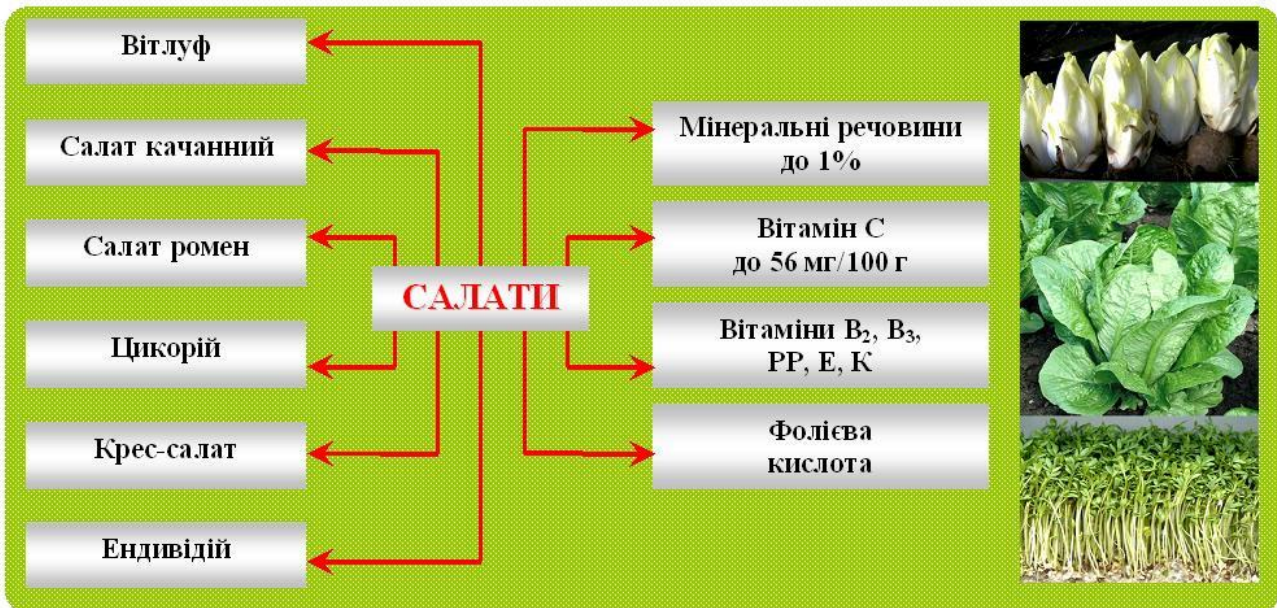 Вітлуф
Салат качанний
Салат ромен
Цикорій
Крес-салат
Ендивідій
САЛАТИ
Мінеральні речовини
до 1%
Вітамін С
до 56 мг/100 г
Вітаміни В₂, В₃,
РР, Е, К
Фолієва
кислота